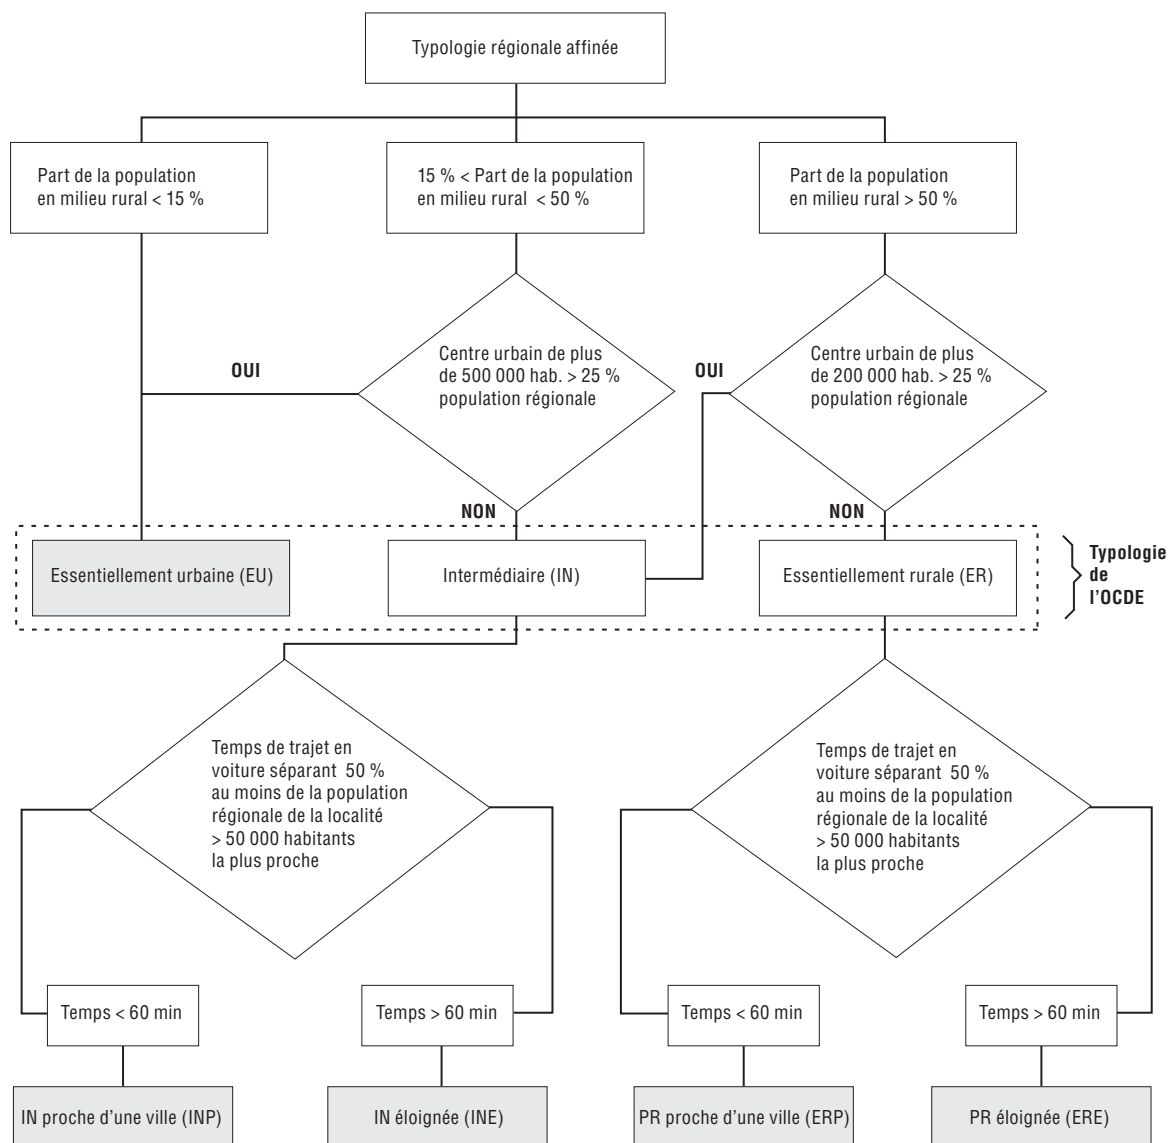 Typologie régionale affinée
Part de la population
en milieu rural < 15 %
15 % < Part de la population
en milieu rural < 50 %
Part de la population
en milieu rural > 50 %
Centre urbain de plus
de 500 000 hab. > 25 %
population régionale
Centre urbain de plus
de 200 000 hab. > 25 %
population régionale
OUI
OUI
NON
NON
Essentiellement urbaine (EU)
Intermédiaire (IN)
Essentiellement rurale (ER)
Typologie
de
l'OCDE
Temps de trajet en
voiture séparant 50 %
au moins de la population
régionale de la localité
> 50 000 habitants
la plus proche
Temps de trajet en
voiture séparant 50 %
au moins de la population
régionale de la localité
> 50 000 habitants
la plus proche
Temps < 60 min
Temps > 60 min
Temps < 60 min
Temps > 60 min
IN proche d'une ville (INP)
IN éloignée (INE)
PR proche d'une ville (ERP)
PR éloignée (ERE)